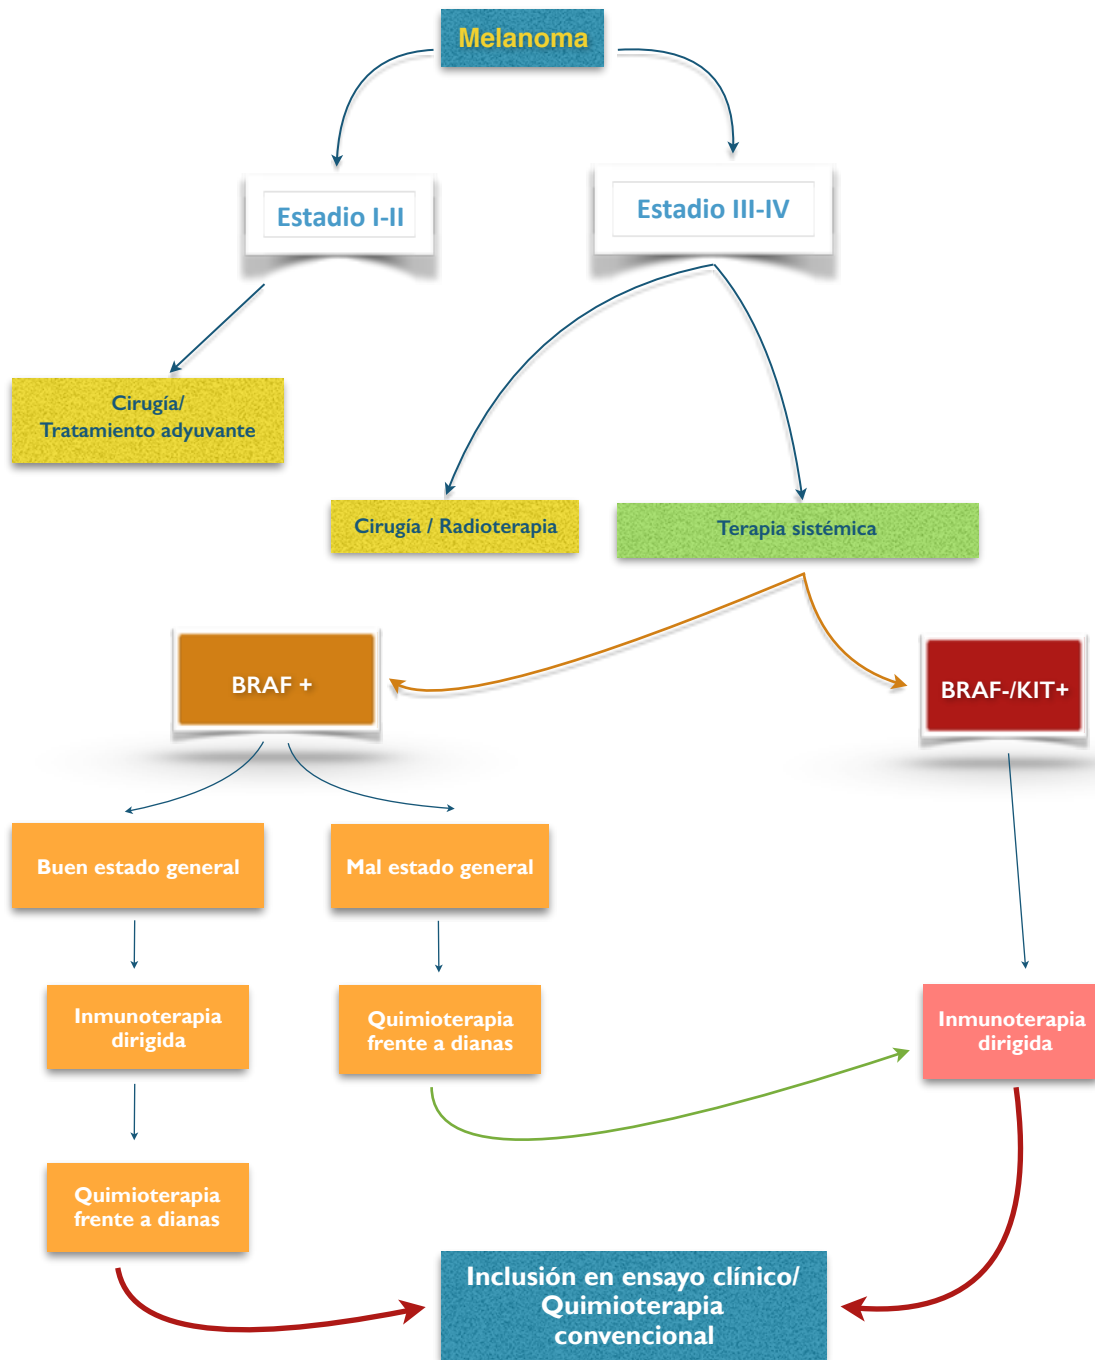 Melanoma
Estadio I-II
Estadio III-IV
Cirugía/
Tratamiento adyuvante
Cirugía / Radioterapia
Terapia sistémica
BRAF +
BRAF-/KIT+
Buen estado general
Mal estado general
Inmunoterapia
dirigida
Quimioterapia
frente a dianas
Inmunoterapia
dirigida
Quimioterapia
frente a dianas
Inclusión en ensayo clínico/
Quimioterapia
convencional